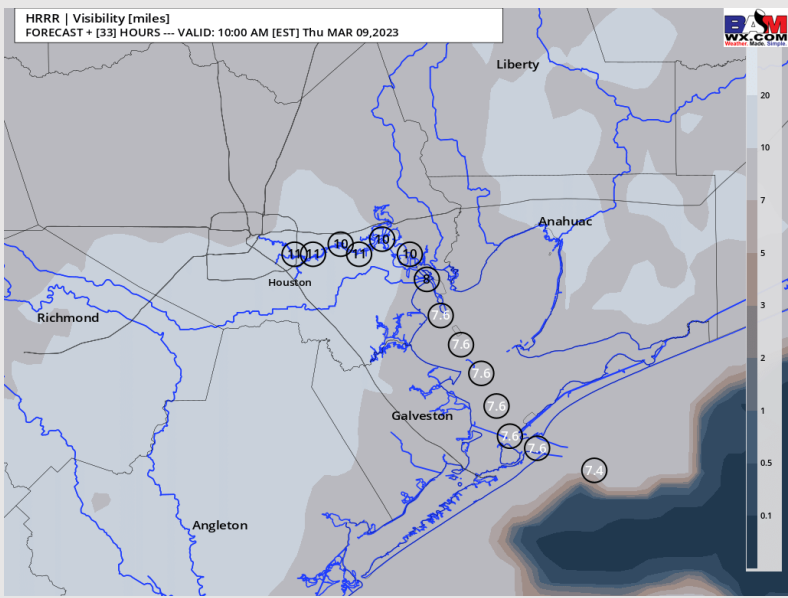 HRRR | Visibility [miles]
FORECAST + [33] HOURS --- VALID: 10:00 AM [EST] Thu MAR 09,2023
BAM
WX.COM
Weather. Made. Simple.
Liberty
20
10
7
Anahuac
10
10
11
11
11
10
5
8
Houston
3
7.6
Richmond
7.6
2
7.6
7.6
1
Galveston
7.6
7.6
0.5
7.4
0.1
Angleton